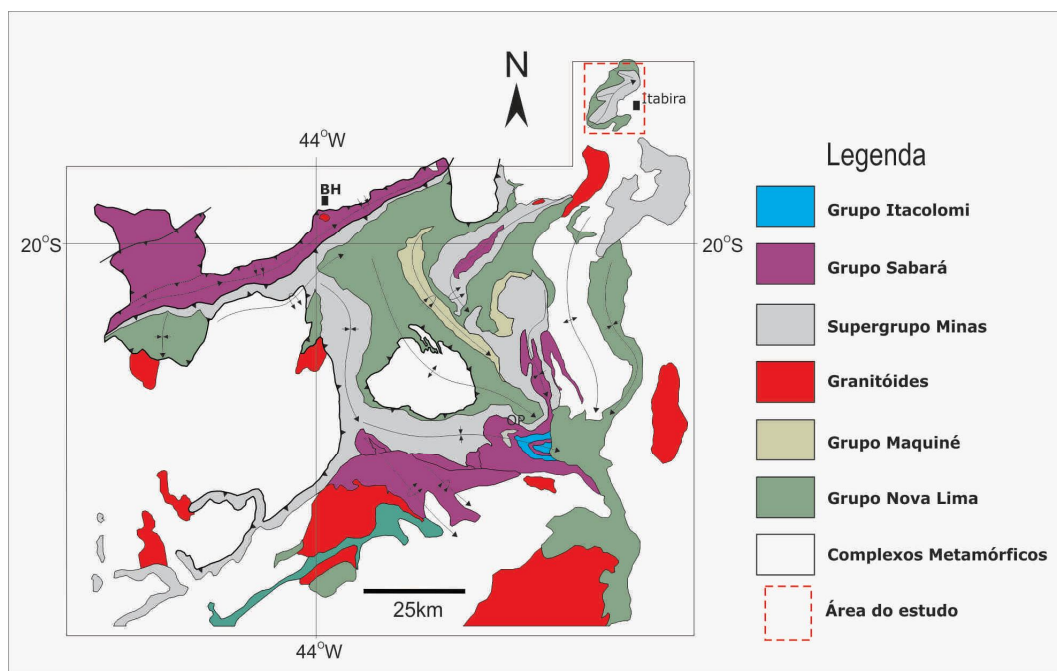 N
Itabira
44°W
BH
20°S
20°S
OP
25km
44°W
Legenda
Grupo Itacolomi
Grupo Sabará
Supergrupo Minas
Granitóides
Grupo Maquiné
Grupo Nova Lima
Complexos Metamórficos
Área do estudo